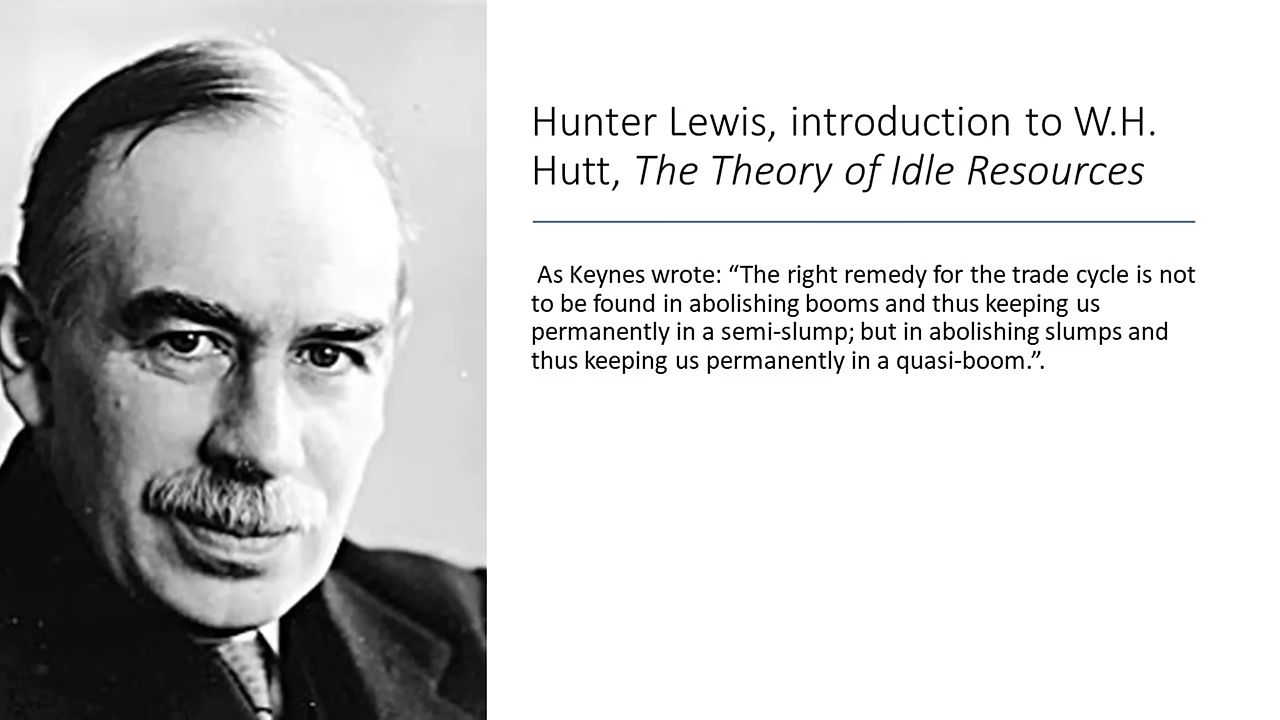 Hunter Lewis, introduction to W.H.
Hutt, The Theory of Idle Resources
As Keynes wrote: “The right remedy for the trade cycle is not
to be found in abolishing booms and thus keeping us
permanently in a semi-slump; but in abolishing slumps and
thus keeping us permanently in a quasi-boom.”.